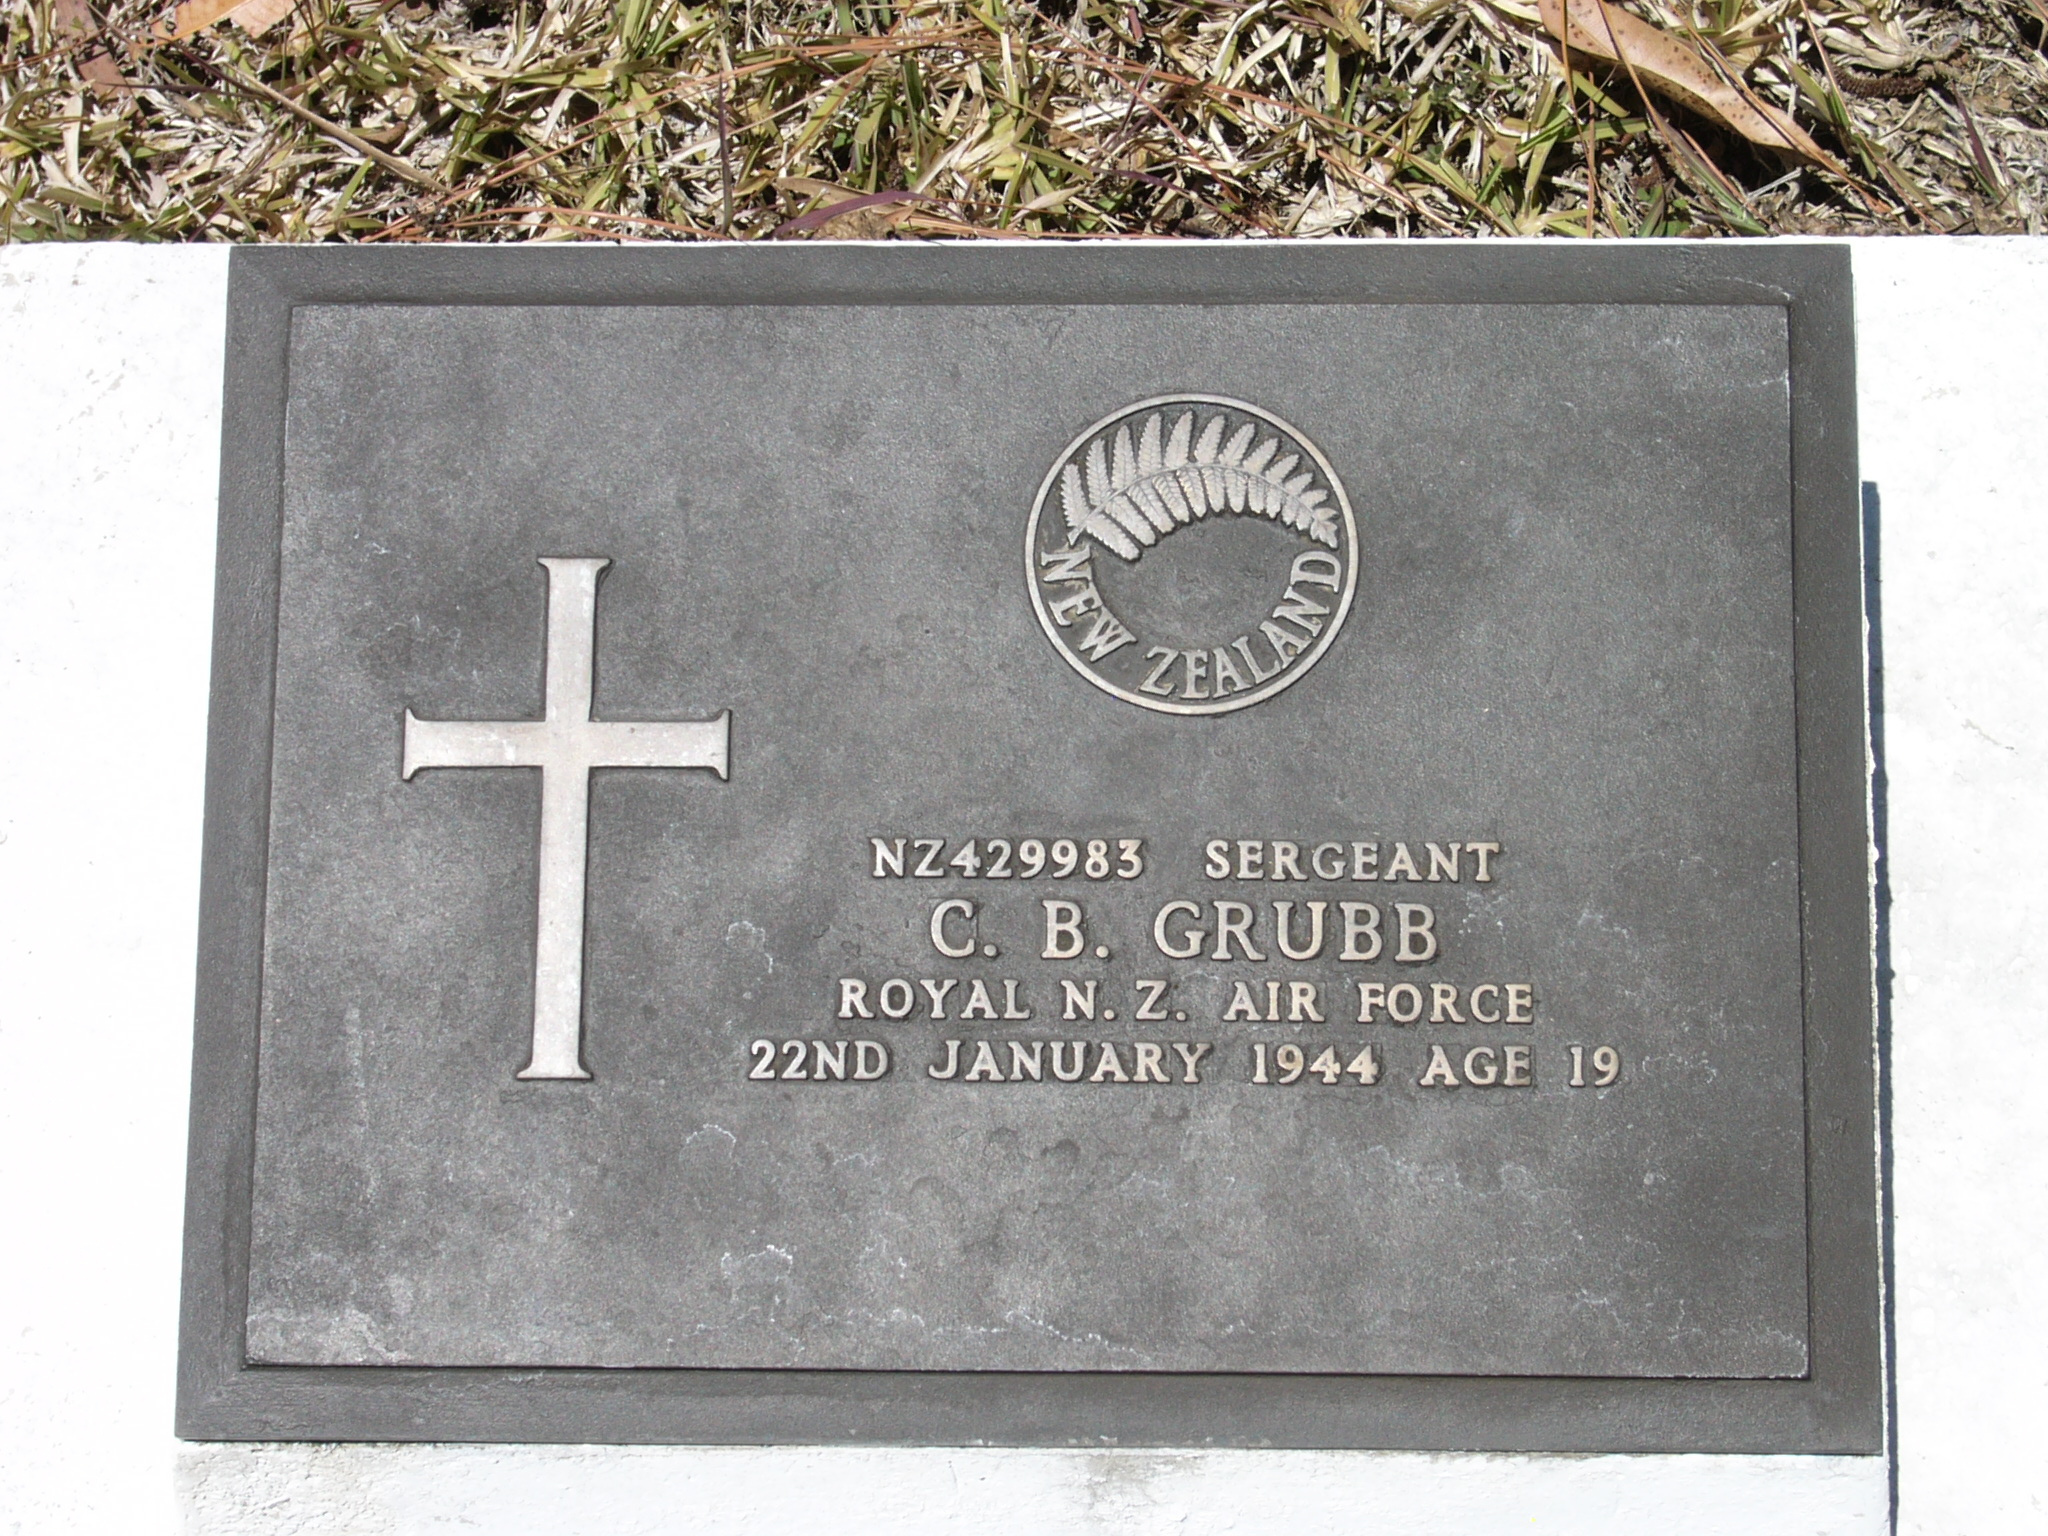 NEW ZEALAND
NZ429983 SERGEANT
C. B. GRUBB
ROYAL N. Z. AIR FORCE
22ND JANUARY 1944 AGE 19